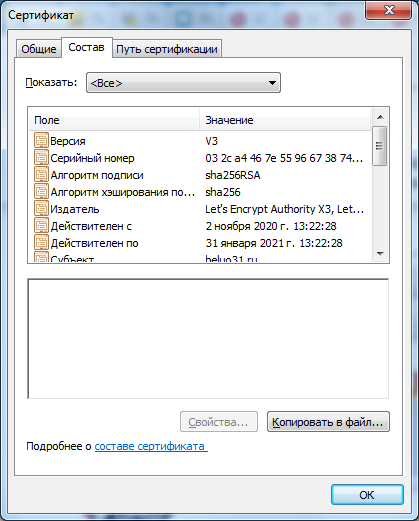 Сертификат
Общие Состав Путь сертификации
Показать: <Все>
Поле Значение
Версия V3
Серийный номер 03 2c a4 46 7e 55 96 67 38 74...
Алгоритм подписи sha256RSA
Алгоритм хэширования по... sha256
Издатель Let's Encrypt Authority X3, Let...
Действителен с 2 ноября 2020 г. 13:22:28
Действителен по 31 января 2021 г. 13:22:28
Субъект beluo31.ru
Свойства... Копировать в файл...
Подробнее о составе сертификата
ОК